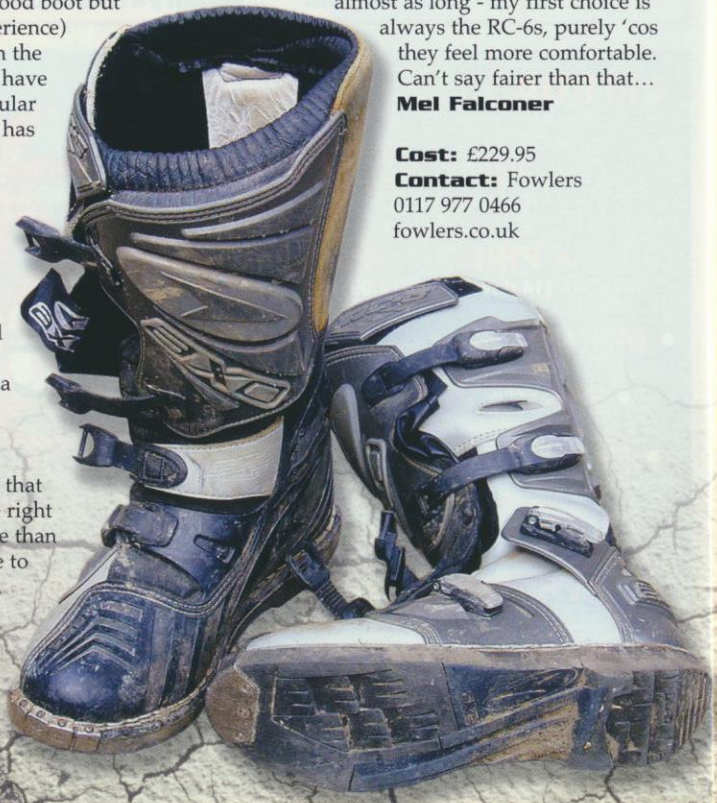 ood boot but
erience)
n the
have
ular
has
l
a
that
right
e than
e to
almost as long - my first choice is
always the RC-6s, purely ‘cos
they feel more comfortable.
Can't say fairer than that…
Mel Falconer
Cost: £229.95
Contact: Fowlers
0117 977 0466
fowlers.co.uk
AXO
AXO